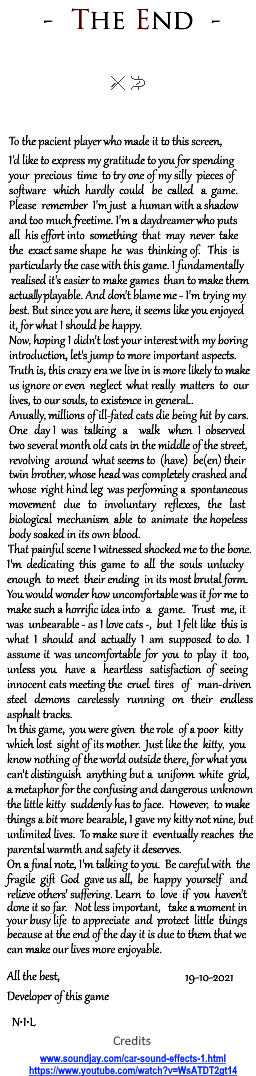 - The End -
To the pacient player who made it to this screen,
I'd like to express my gratitude to you for spending
your precious time to try one of my silly pieces of
software which hardly could be called a game.
Please remember I'm just a human with a shadow
and too much freetime. I'm a daydreamer who puts
all his effort into something that may never take
the exact same shape he was thinking of. This is
particularly the case with this game. I fundamentally
realised it's easier to make games than to make them
actually playable. And don't blame me - I'm trying my
best. But since you are here, it seems like you enjoyed
it, for what I should be happy.
Now, hoping I didn't lost your interest with my boring
introduction, let's jump to more important aspects.
Truth is, this crazy era we live in is more likely to make
us ignore or even neglect what really matters to our
lives, to our souls, to existence in general..
Anually, millions of ill-fated cats die being hit by cars.
One day I was talking a walk when I observed
two several month old cats in the middle of the street,
revolving around what seems to (have) be(en) their
twin brother, whose head was completely crashed and
whose right hind leg was performing a spontaneous
movement due to involuntary reflexes, the last
biological mechanism able to animate the hopeless
body soaked in its own blood.
That painful scene I witnessed shocked me to the bone.
I'm dedicating this game to all the souls unlucky
enough to meet their ending in its most brutal form.
You would wonder how uncomfortable was it for me to
make such a horrific idea into a game. Trust me, it
was unbearable - as I love cats -, but I felt like this is
what I should and actually I am supposed to do. I
assume it was uncomfortable for you to play it too,
unless you have a heartless satisfaction of seeing
innocent cats meeting the cruel tires of man-driven
steel demons carelessly running on their endless
asphalt tracks.
In this game, you were given the role of a poor kitty
which lost sight of its mother. Just like the kitty, you
know nothing of the world outside there, for what you
can't distinguish anything but a uniform white grid,
a metaphor for the confusing and dangerous unknown
the little kitty suddenly has to face. However, to make
things a bit more bearable, I gave my kitty not nine, but
unlimited lives. To make sure it eventually reaches the
parental warmth and safety it deserves.
On a final note, I'm talking to you. Be careful with the
fragile gift God gave us all, be happy yourself and
relieve others' suffering. Learn to love if you haven't
done it so far. Not less important, take a moment in
your busy life to appreciate and protect little things
because at the end of the day it is due to them that we
can make our lives more enjoyable.
All the best, 19-10-2021
Developer of this game
N•I•L
Credits
www.soundjay.com/car-sound-effects-1.html
https://www.youtube.com/watch?v=WsATDT2gt14